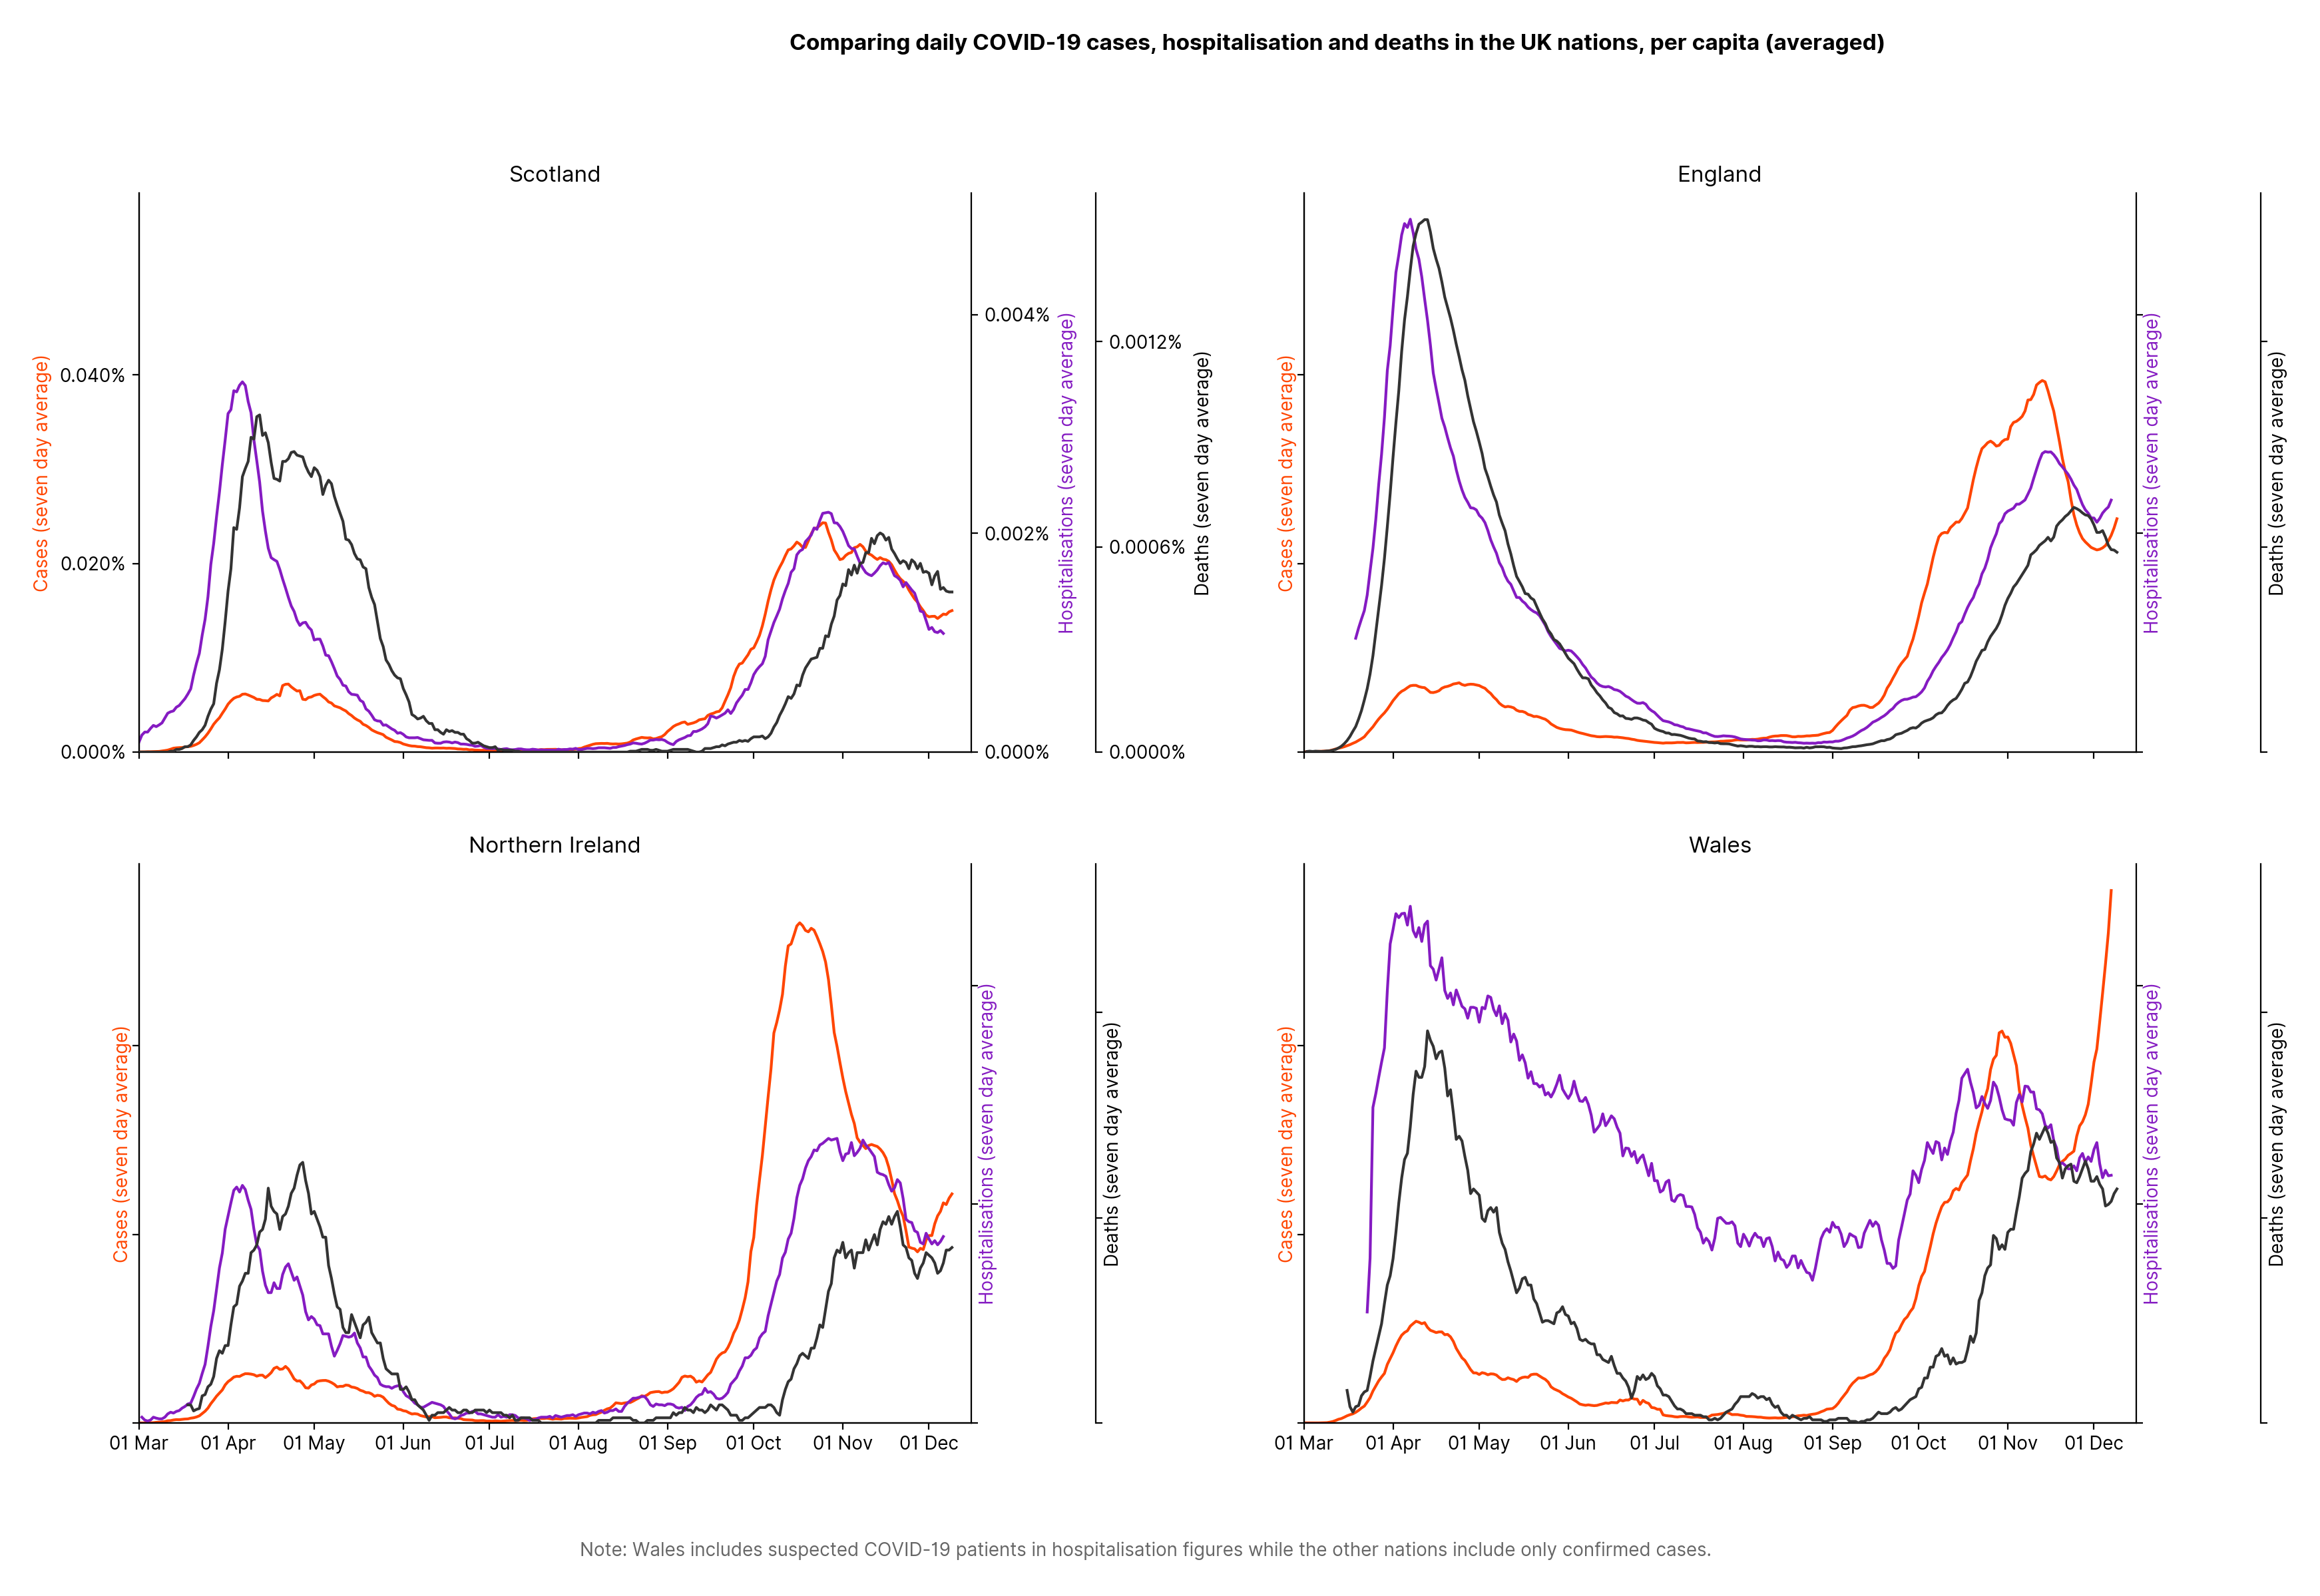 Comparing daily COVID-19 cases, hospitalisation and deaths in the UK nations, per capita (averaged)
Scotland
Cases (seven day average)
0.040%
0.020%
0.000%
0.004%
0.002%
0.000%
Hospitalisations (seven day average)
0.0012%
0.0006%
0.0000%
Deaths (seven day average)
England
Cases (seven day average)
Hospitalisations (seven day average)
Deaths (seven day average)
Northern Ireland
Cases (seven day average)
Hospitalisations (seven day average)
Deaths (seven day average)
01 Mar 01 Apr 01 May 01 Jun 01 Jul 01 Aug 01 Sep 01 Oct 01 Nov 01 Dec
Wales
Cases (seven day average)
Hospitalisations (seven day average)
Deaths (seven day average)
01 Mar 01 Apr 01 May 01 Jun 01 Jul 01 Aug 01 Sep 01 Oct 01 Nov 01 Dec
Note: Wales includes suspected COVID-19 patients in hospitalisation figures while the other nations include only confirmed cases.